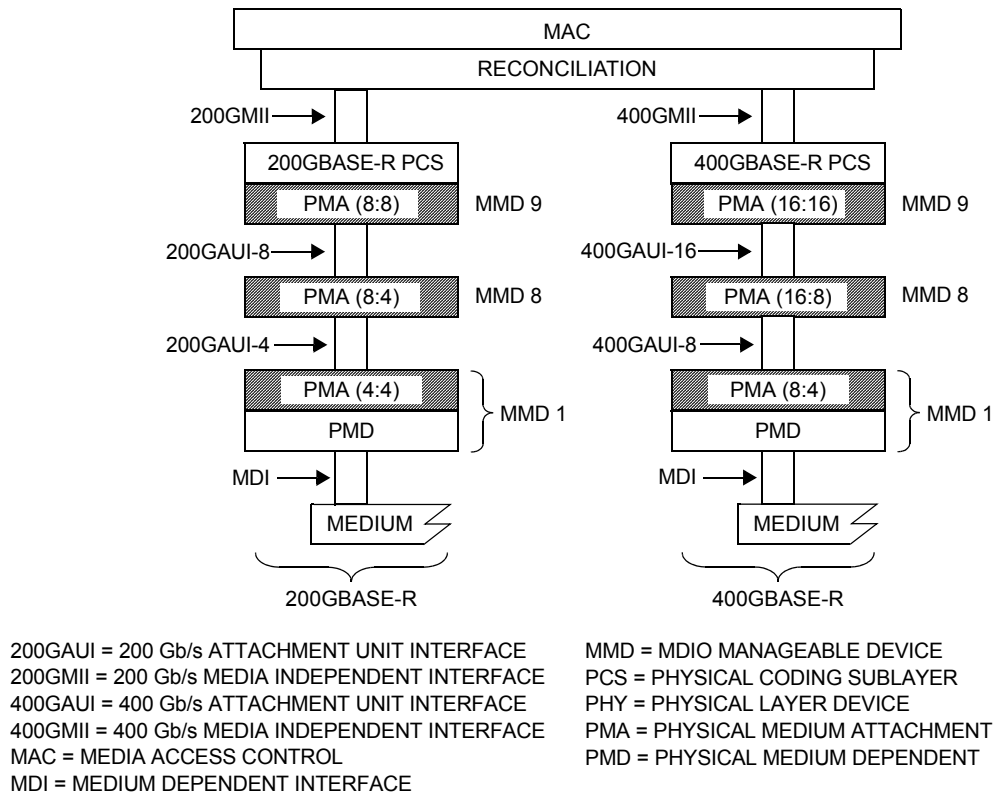 MAC
RECONCILIATION
200GMII
400GMII
200GBASE-R PCS
400GBASE-R PCS
PMA (8:8)
MMD 9
PMA (16:16)
MMD 9
200GAUI-8
400GAUI-16
PMA (8:4)
MMD 8
PMA (16:8)
MMD 8
200GAUI-4
400GAUI-8
PMA (4:4)
PMA (8:4)
MMD 1
MMD 1
PMD
PMD
MDI
MDI
MEDIUM
MEDIUM
200GBASE-R
400GBASE-R
200GAUI = 200 Gb/s ATTACHMENT UNIT INTERFACE
200GMII = 200 Gb/s MEDIA INDEPENDENT INTERFACE
400GAUI = 400 Gb/s ATTACHMENT UNIT INTERFACE
400GMII = 400 Gb/s MEDIA INDEPENDENT INTERFACE
MAC = MEDIA ACCESS CONTROL
MDI = MEDIUM DEPENDENT INTERFACE
MMD = MDIO MANAGEABLE DEVICE
PCS = PHYSICAL CODING SUBLAYER
PHY = PHYSICAL LAYER DEVICE
PMA = PHYSICAL MEDIUM ATTACHMENT
PMD = PHYSICAL MEDIUM DEPENDENT